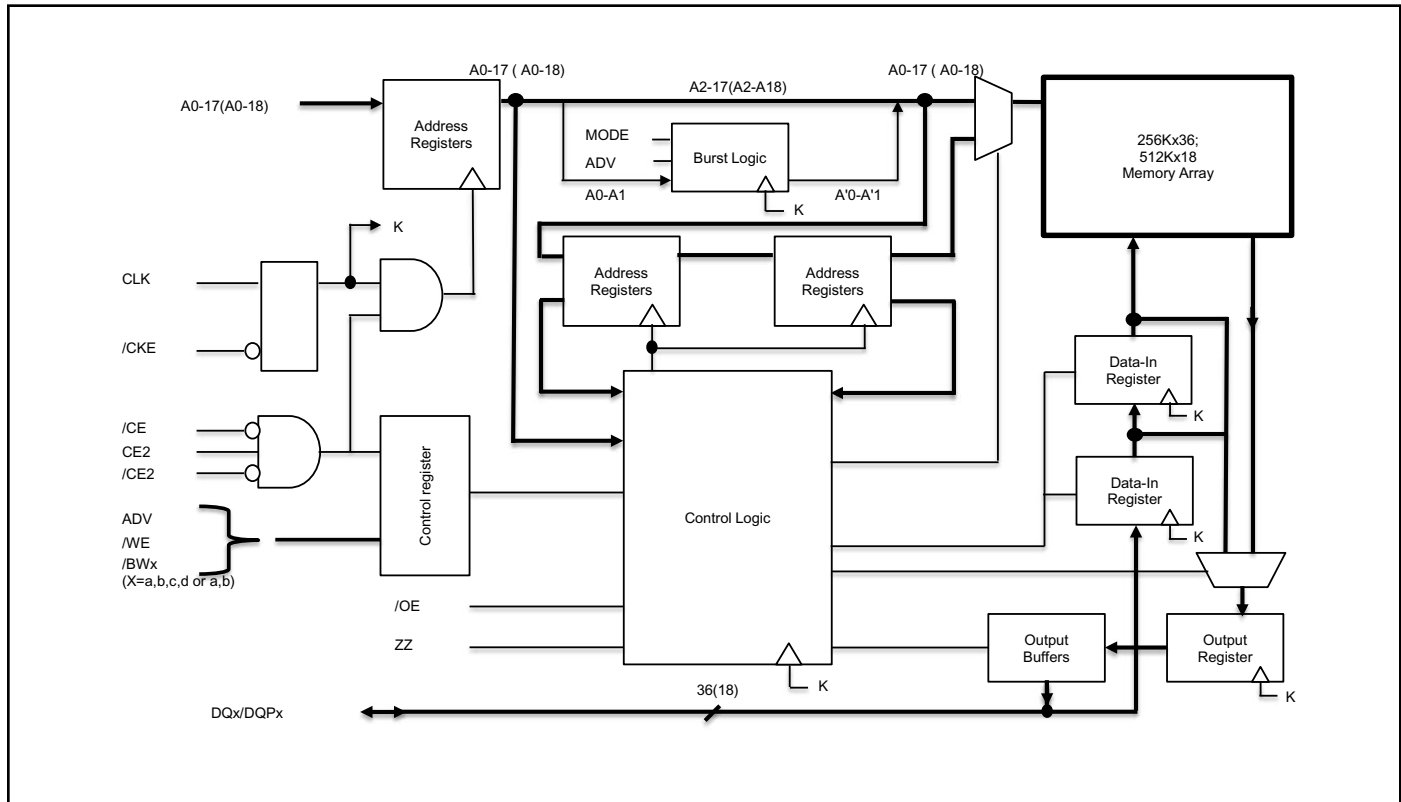 A0-17 ( A0-18)
A0-17 ( A0-18)
A2-17(A2-A18)
A0-17(A0-18)
Address
Registers
MODE
ADV
Burst Logic
A0-A1
A'0-A'1
K
256Kx36;
512Kx18
Memory Array
K
CLK
/CKE
Address
Registers
Address
Registers
Data-In
Register
K
/CE
CE2
/CE2
Control register
Data-In
Register
K
ADV
/WE
/BWx
(X=a,b,c,d or a,b)
Control Logic
/OE
ZZ
K
Output
Buffers
Output
Register
K
36(18)
DQx/DQPx